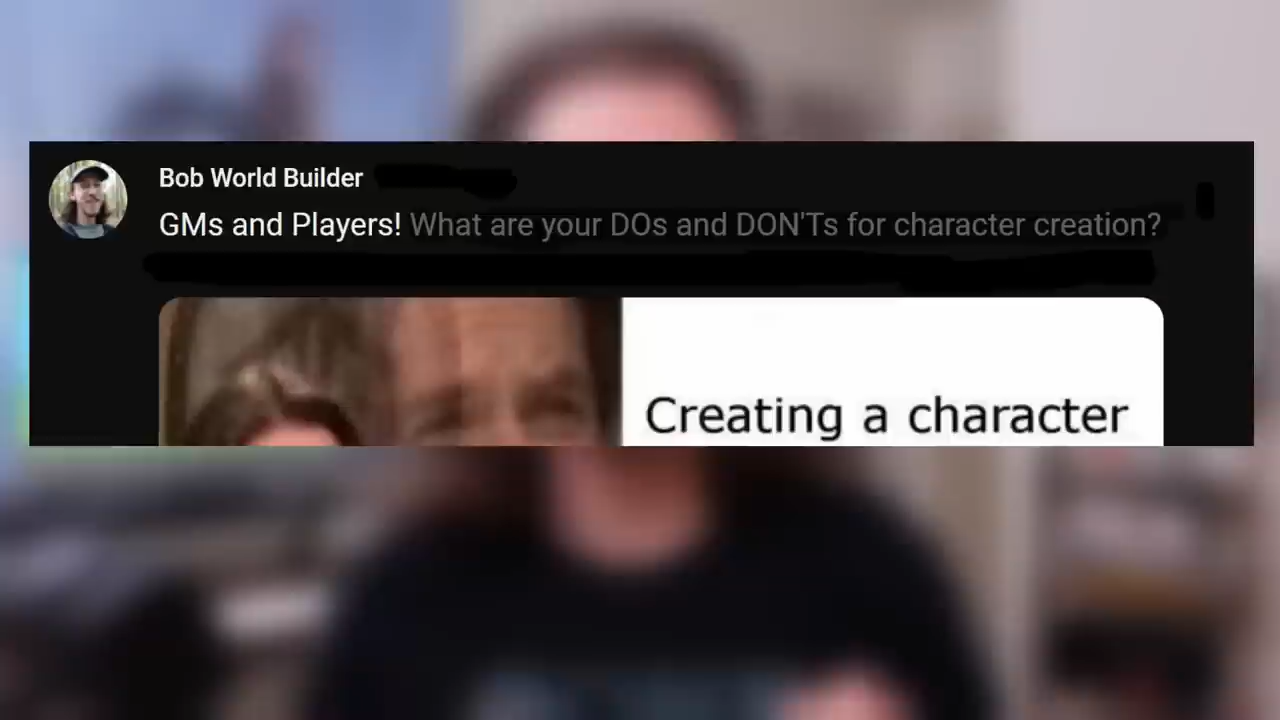 Bob World Builder
GMs and Players! What are your DOs and DON'Ts for character creation?
Creating a character